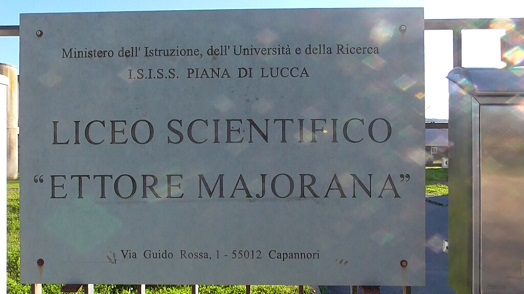 Ministero dell' Istruzione, dell' Università e della Ricerca
I.S.I.S.S. PIANA DI LUCCA
LICEO SCIENTIFICO
“ETTORE MAJORANA”
Via Guido Rossa, 1 - 55012 Capannori